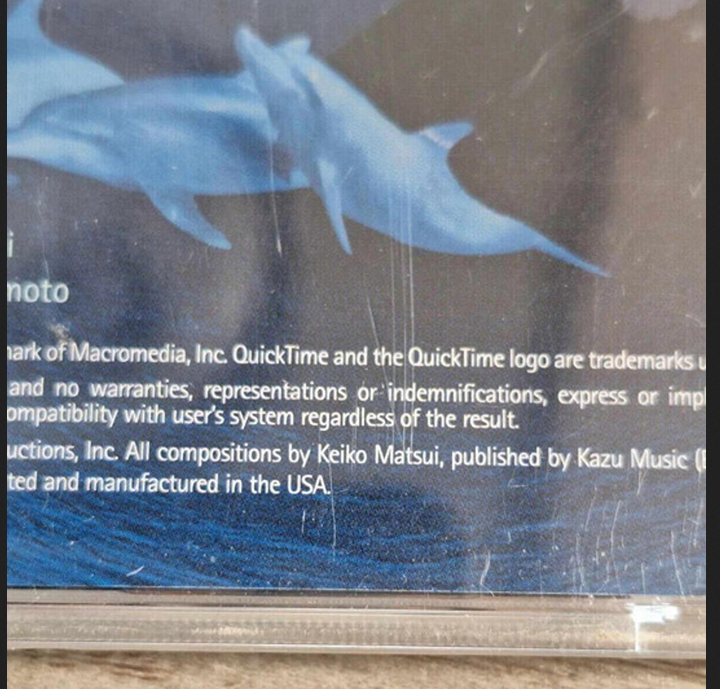 i
moto
mark of Macromedia, Inc. QuickTime and the QuickTime logo are trademarks u
and no warranties, representations or indemnifications, express or impl
ompatibility with user's system regardless of the result.
uctions, Inc. All compositions by Keiko Matsui, published by Kazu Music (B
ted and manufactured in the USA.